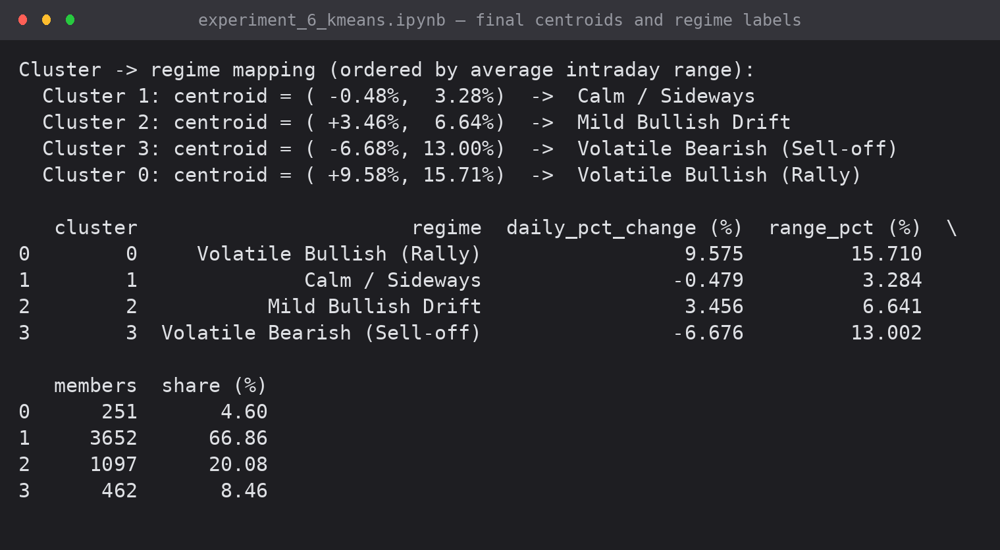 experiment_6_kmeans.ipynb — final centroids and regime labels
Cluster -> regime mapping (ordered by average intraday range):
  Cluster 1: centroid = ( -0.48%,  3.28%)  ->  Calm / Sideways
  Cluster 2: centroid = ( +3.46%,  6.64%)  ->  Mild Bullish Drift
  Cluster 3: centroid = ( -6.68%, 13.00%)  ->  Volatile Bearish (Sell-off)
  Cluster 0: centroid = ( +9.58%, 15.71%)  ->  Volatile Bullish (Rally)
   cluster                       regime  daily_pct_change (%)  range_pct (%)  \
0        0     Volatile Bullish (Rally)                 9.575         15.710
1        1              Calm / Sideways                -0.479          3.284
2        2           Mild Bullish Drift                 3.456          6.641
3        3  Volatile Bearish (Sell-off)                -6.676         13.002
   members  share (%)
0      251       4.60
1     3652      66.86
2     1097      20.08
3      462       8.46